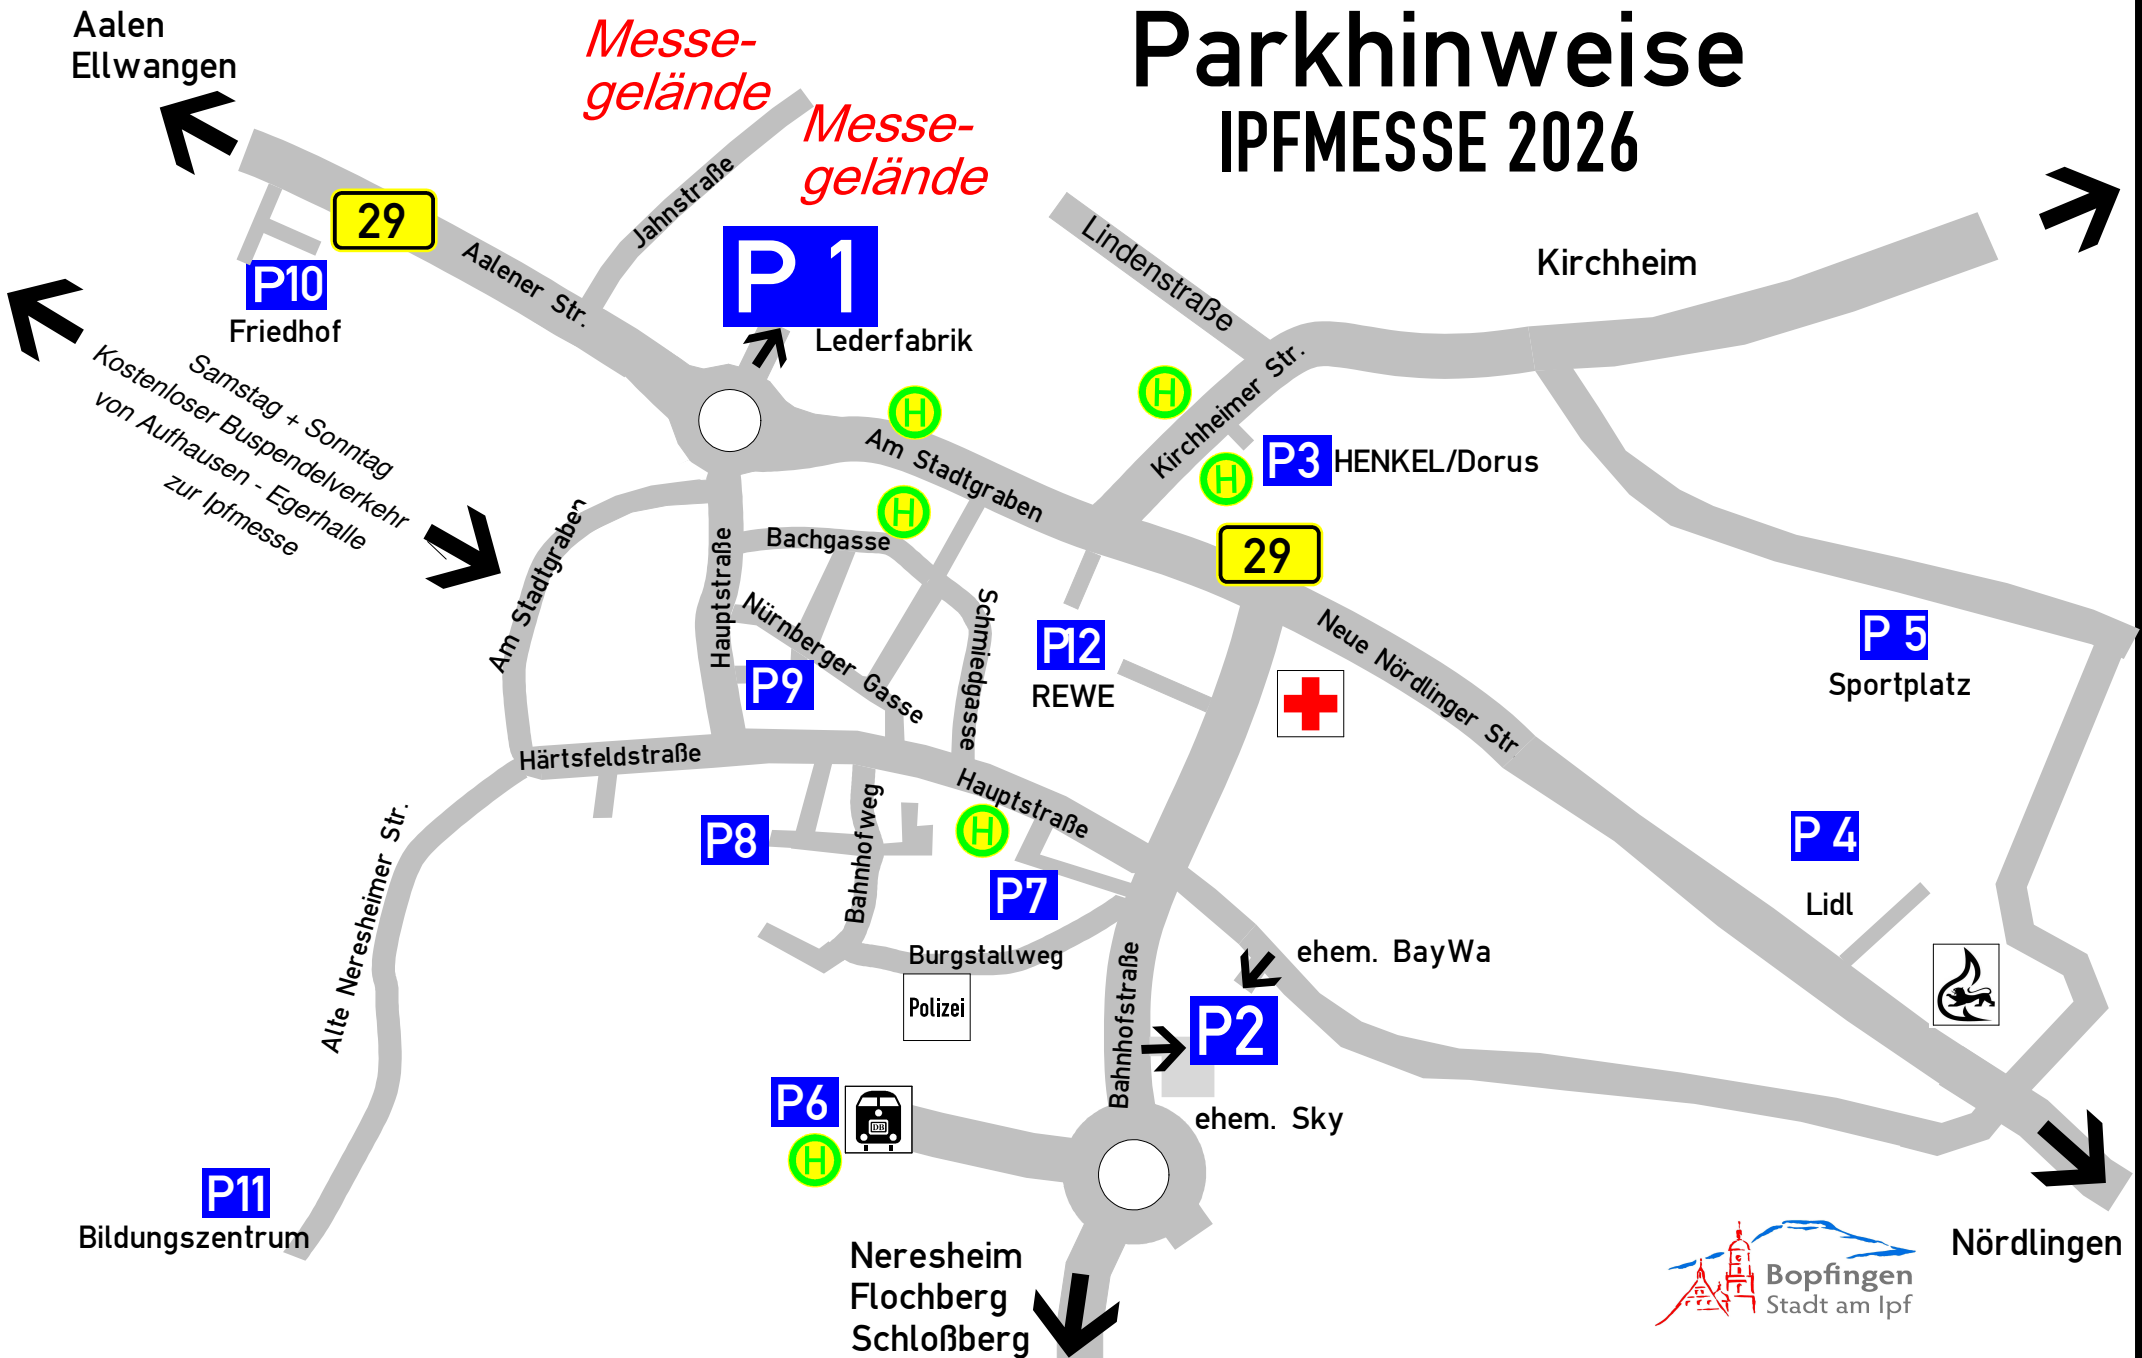 Aalen
Ellwangen
Messe-
gelände
Messe-
gelände
Parkhinweise
IPFMESSE 2026
29
Jahnstraße
Aalener Str.
P 1
Lederfabrik
P10
Friedhof
Lindenstraße
Kirchheim
Kirchheimer Str.
H
H
H
H
P3 HENKEL/Dorus
Samstag + Sonntag
Kostenloser Buspendelverkehr
von Aufhausen - Egerhalle
zur Ipfmesse
Am Stadtgraben
Am Stadtgraben
Hauptstraße
Bachgasse
Nürnberger Gasse
Schmiedgasse
29
Neue Nördlinger Str
P12
REWE
P9
P 5
Sportplatz
Härtsfeldstraße
Hauptstraße
H
P8
Bahnhofweg
P7
P 4
Lidl
Alte Neresheimer Str.
Burgstallweg
Polizei
Bahnhofstraße
ehem. BayWa
P2
ehem. Sky
P6
DB
H
P11
Bildungszentrum
Neresheim
Flochberg
Schloßberg
Nördlingen
Bopfingen
Stadt am Ipf